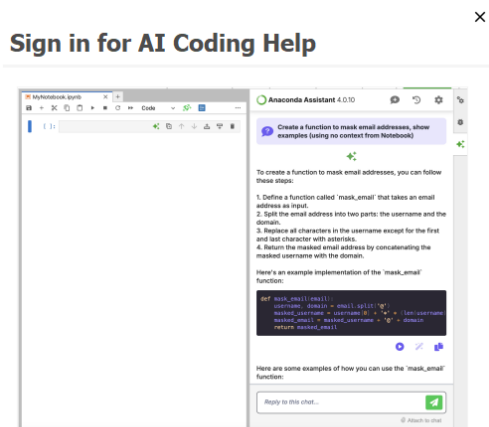 Sign in for AI Coding Help
MyNotebook.ipynb
Code
[ ]:
Anaconda Assistant 4.0.10
Create a function to mask email addresses, show
examples (using no context from Notebook)
To create a function to mask email addresses, you can follow
these steps:
1. Define a function called `mask_email` that takes an email
address as input.
2. Split the email address into two parts: the username and the
domain.
3. Replace all characters in the username except for the first
and last character with asterisks.
4. Return the masked email address by concatenating the
masked username with the domain.
Here's an example implementation of the `mask_email`
function:
def mask_email(email):
username, domain = email.split("@")
masked_username = username[0] + "*" * (len(username)
masked_email = masked_username + "@" + domain
return masked_email
Here are some examples of how you can use the `mask_email`
function:
Reply to this chat...
Attach to chat